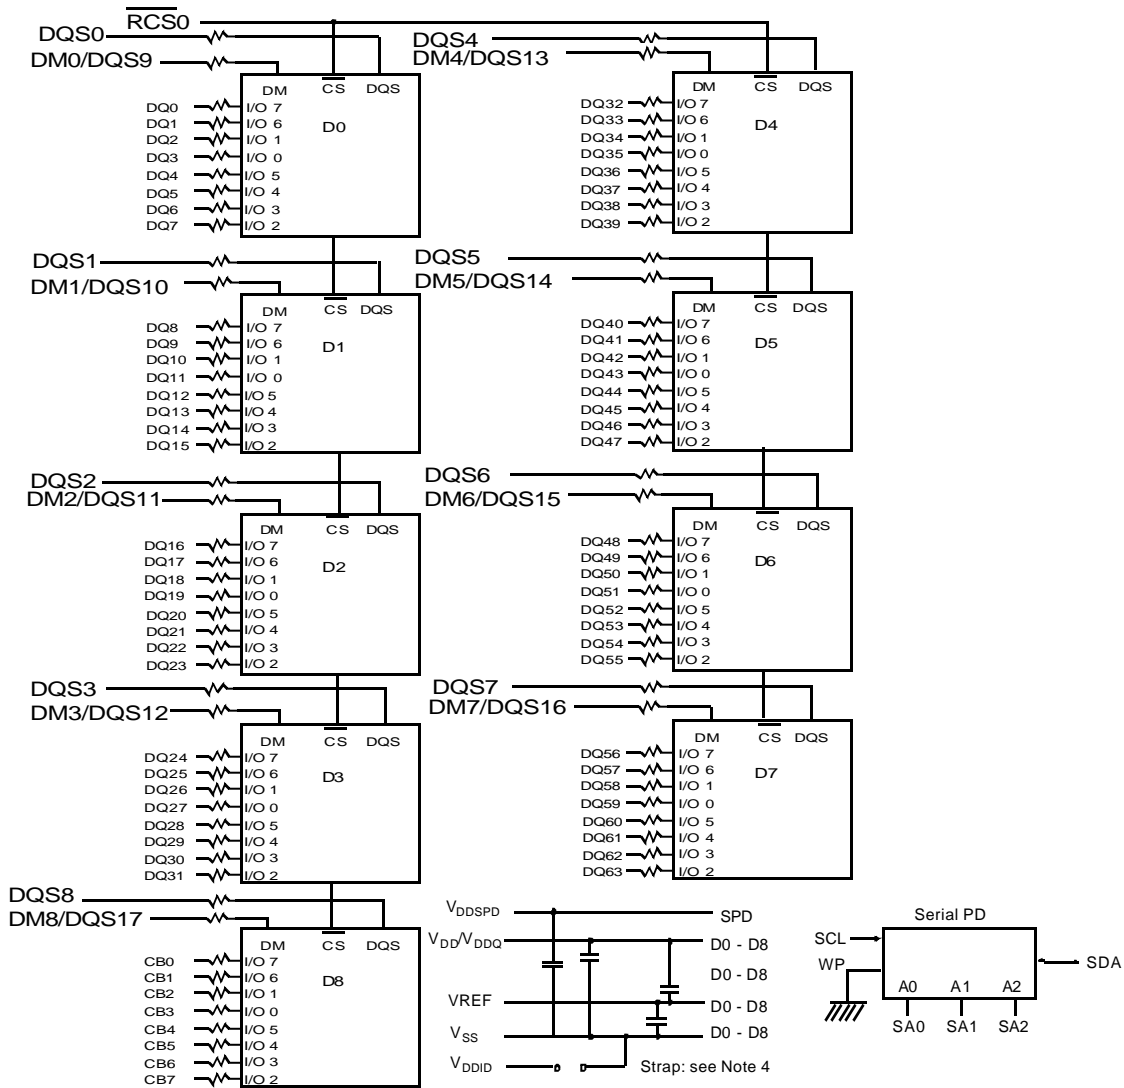 RCS0
DQS0
DM0/DQS9
DM CS DQS
D0
DQ0 I/O 7
DQ1 I/O 6
DQ2 I/O 1
DQ3 I/O 0
DQ4 I/O 5
DQ5 I/O 4
DQ6 I/O 3
DQ7 I/O 2
DQS1
DM1/DQS10
DM CS DQS
D1
DQ8 I/O 7
DQ9 I/O 6
DQ10 I/O 1
DQ11 I/O 0
DQ12 I/O 5
DQ13 I/O 4
DQ14 I/O 3
DQ15 I/O 2
DQS2
DM2/DQS11
DM CS DQS
D2
DQ16 I/O 7
DQ17 I/O 6
DQ18 I/O 1
DQ19 I/O 0
DQ20 I/O 5
DQ21 I/O 4
DQ22 I/O 3
DQ23 I/O 2
DQS3
DM3/DQS12
DM CS DQS
D3
DQ24 I/O 7
DQ25 I/O 6
DQ26 I/O 1
DQ27 I/O 0
DQ28 I/O 5
DQ29 I/O 4
DQ30 I/O 3
DQ31 I/O 2
DQS8
DM8/DQS17
DM CS DQS
D8
CB0 I/O 7
CB1 I/O 6
CB2 I/O 1
CB3 I/O 0
CB4 I/O 5
CB5 I/O 4
CB6 I/O 3
CB7 I/O 2
DQS4
DM4/DQS13
DM CS DQS
D4
DQ32 I/O 7
DQ33 I/O 6
DQ34 I/O 1
DQ35 I/O 0
DQ36 I/O 5
DQ37 I/O 4
DQ38 I/O 3
DQ39 I/O 2
DQS5
DM5/DQS14
DM CS DQS
D5
DQ40 I/O 7
DQ41 I/O 6
DQ42 I/O 1
DQ43 I/O 0
DQ44 I/O 5
DQ45 I/O 4
DQ46 I/O 3
DQ47 I/O 2
DQS6
DM6/DQS15
DM CS DQS
D6
DQ48 I/O 7
DQ49 I/O 6
DQ50 I/O 1
DQ51 I/O 0
DQ52 I/O 5
DQ53 I/O 4
DQ54 I/O 3
DQ55 I/O 2
DQS7
DM7/DQS16
DM CS DQS
D7
DQ56 I/O 7
DQ57 I/O 6
DQ58 I/O 1
DQ59 I/O 0
DQ60 I/O 5
DQ61 I/O 4
DQ62 I/O 3
DQ63 I/O 2
VDDSPD SPD
VDD/VDDQ D0 - D8
D0 - D8
VREF D0 - D8
VSS D0 - D8
VDDID Strap: see Note 4
Serial PD
SCL
WP
SDA
A0 A1 A2
SA0 SA1 SA2